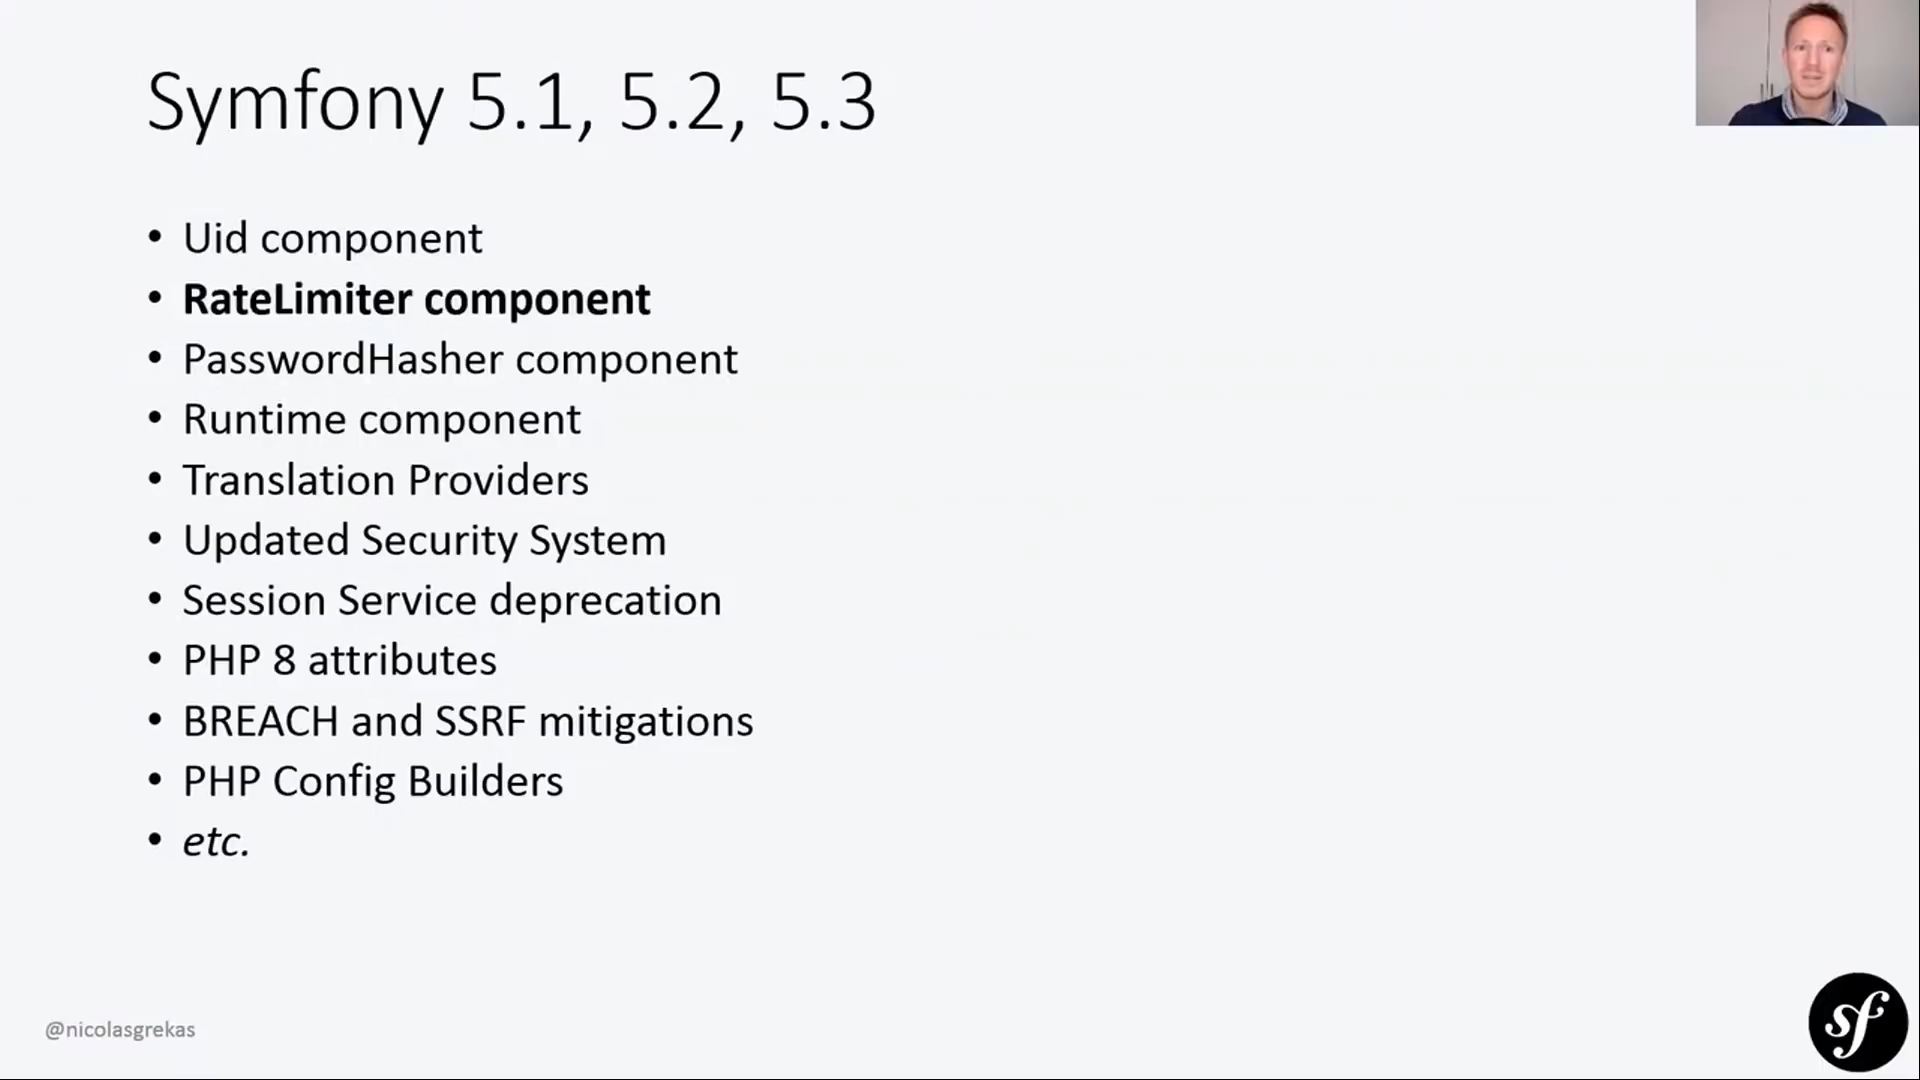 Symfony 5.1, 5.2, 5.3
• Uid component
• RateLimiter component
• PasswordHasher component
• Runtime component
• Translation Providers
• Updated Security System
• Session Service deprecation
• PHP 8 attributes
• BREACH and SSRF mitigations
• PHP Config Builders
• etc.
@nicolasgrekas
sf